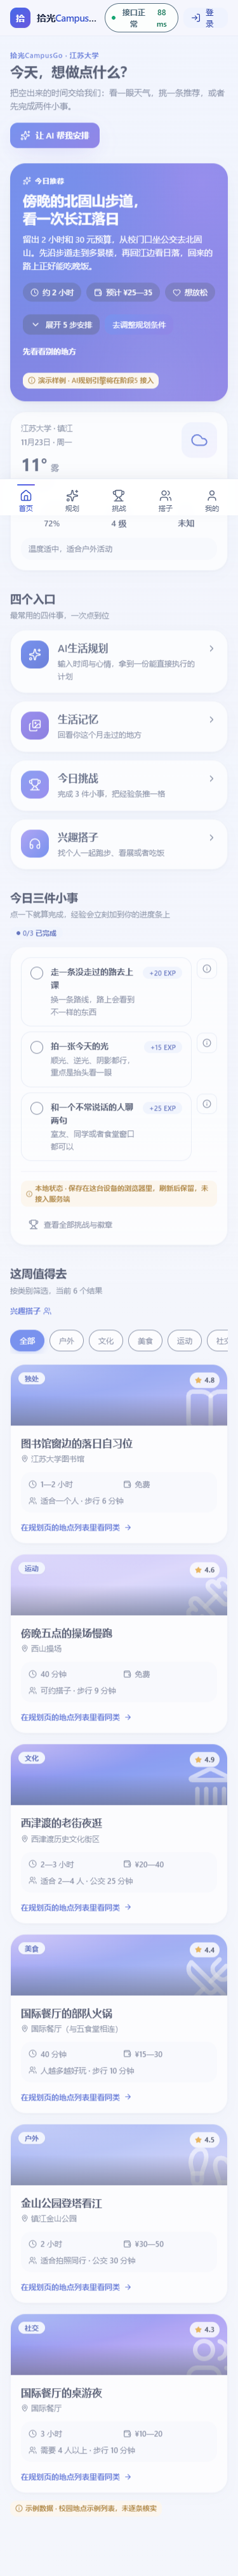 拾
拾光Campus...
接口正常 88 ms
登录
拾光CampusGo · 江苏大学
今天，想做点什么？
把空出来的时间交给我们：看一眼天气，挑一条推荐，或者
先完成两件小事。
让 AI 帮我安排
今日推荐
傍晚的北固山步道，
看一次长江落日
留出 2 小时和 30 元预算，从校门口坐公交去北固
山。先沿步道走到多景楼，再回江边看日落，回来的
路上正好能吃晚饭。
约 2 小时
预计 ¥25—35
想放松
展开 5 步安排
去调整规划条件
先看看别的地方
演示样例 · AI规划引擎将在阶段5 接入
江苏大学 · 镇江
11月23日 · 周一
11° 雾
首页
规划
挑战
搭子
我的
72%
4 级
未知
温度适中，适合户外活动
四个入口
最常用的四件事，一次点到位
AI生活规划
输入时间与心情，拿到一份能直接执行的
计划
生活记忆
回看你这个月走过的地方
今日挑战
完成 3 件小事，把经验条推一格
兴趣搭子
找个人一起跑步、看展或者吃饭
今日三件小事
点一下就算完成，经验会立刻加到你的进度条上
0/3 已完成
走一条没走过的路去上
课
+20 EXP
换一条路线，路上会看到
不一样的东西
拍一张今天的光
+15 EXP
顺光、逆光、阴影都行，
重点是抬头看一眼
和一个不常说话的人聊
两句
+25 EXP
室友、同学或者食堂窗口
都可以
本地状态 · 保存在这台设备的浏览器里，刷新后保留，未
接入服务端
查看全部挑战与徽章
这周值得去
按类别筛选，当前 6 个结果
兴趣搭子
全部
户外
文化
美食
运动
社交
独处
4.8
图书馆窗边的落日自习位
江苏大学图书馆
1—2 小时
免费
适合一个人 · 步行 6 分钟
在规划页的地点列表里看同类
运动
4.6
傍晚五点的操场慢跑
西山操场
40 分钟
免费
可约搭子 · 步行 9 分钟
在规划页的地点列表里看同类
文化
4.9
西津渡的老街夜逛
西津渡历史文化街区
2—3 小时
¥20—40
适合 2—4 人 · 公交 25 分钟
在规划页的地点列表里看同类
美食
4.4
国际餐厅的部队火锅
国际餐厅（与五食堂相连）
40 分钟
¥15—30
人越多越好玩 · 步行 10 分钟
在规划页的地点列表里看同类
户外
4.5
金山公园登塔看江
镇江金山公园
2 小时
¥30—50
适合拍照同行 · 公交 30 分钟
在规划页的地点列表里看同类
社交
4.3
国际餐厅的桌游夜
国际餐厅
3 小时
¥10—20
需要 4 人以上 · 步行 10 分钟
在规划页的地点列表里看同类
示例数据 · 校园地点示例列表，未逐条核实